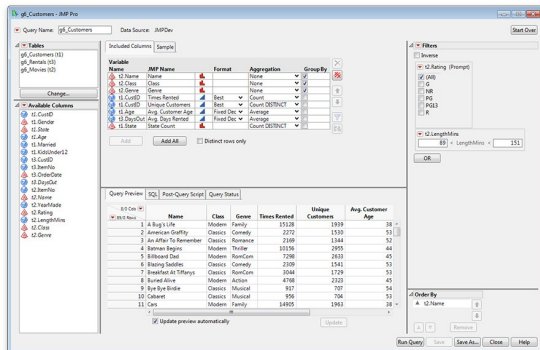 g6_Customers - JMP Pro
Query Name: g6_Customers Data Source: JMPDev Start Over
Tables
g6_Customers (t1)
g6_Rentals (t3)
g6_Movies (t2)
Change...
Available Columns
t1.CustID
t1.Gender
t1.State
t1.Age
t1.Married
t1.KidsUnder12
t3.CustID
t3.ItemNo
t3.OrderDate
t3.DaysOut
t2.ItemNo
t2.Name
t2.YearMade
t2.Rating
t2.LengthMins
t2.Class
t2.Genre
Included Columns Sample
Variable
Name JMP Name Format Aggregation Group By
t2.Name Name None
t2.Class Class None
t2.Genre Genre None
t1.CustID Times Rented Best Count
t1.CustID Unique Customers Best Count DISTINCT
t1.Age Avg. Customer Age Fixed Dec Average
t3.DaysOut Avg. Days Rented Fixed Dec Average
t1.State State Count Count DISTINCT
Add Add All Distinct rows only
Query Preview SQL Post-Query Script Query Status
Name Class Genre Times Rented Unique Customers Avg. Customer Age
1 A Bug's Life Modern Family 15128 1939 38
2 American Graffity Classics Comedy 2272 1530 53
3 An Affair To Remember Classics Romance 2169 1344 52
4 Batman Begins Modern Thriller 10156 2955 44
5 Billboard Dad Modern RomCom 7298 2633 45
6 Blazing Saddles Classics Comedy 2309 1541 53
7 Breakfast At Tiffanys Classics RomCom 3044 1729 53
8 Buried Alive Modern Action 4768 2323 45
9 Bye Bye Birdie Classics Musical 917 707 54
10 Cabaret Classics Musical 956 704 53
11 Cars Modern Family 14905 1963 38
Update preview automatically Update
Filters
Inverse
t2.Rating (Prompt)
(All)
G
NR
PG
PG13
R
t2.LengthMins
89 ≤ LengthMins ≤ 151
OR
Order By
t2.Name
Remove
Run Query Save Save As... Close Help